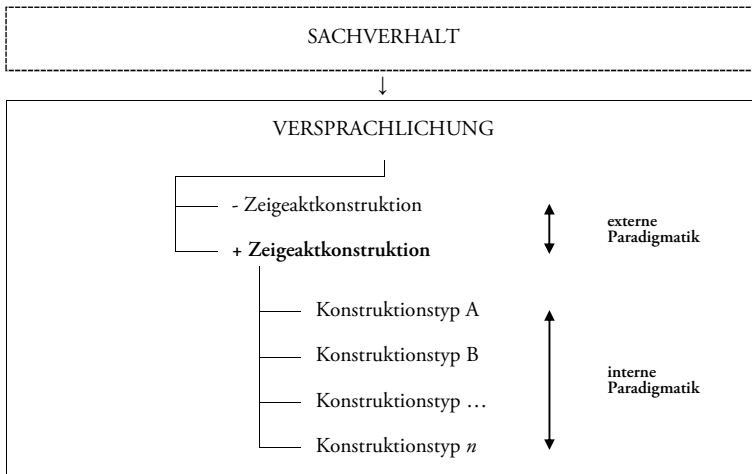 SACHVERHALT
↓
VERSPRACHLICHUNG
- Zeigeaktkonstruktion
+ Zeigeaktkonstruktion
externe
Paradigmatik
Konstruktionstyp A
Konstruktionstyp B
Konstruktionstyp …
Konstruktionstyp n
interne
Paradigmatik